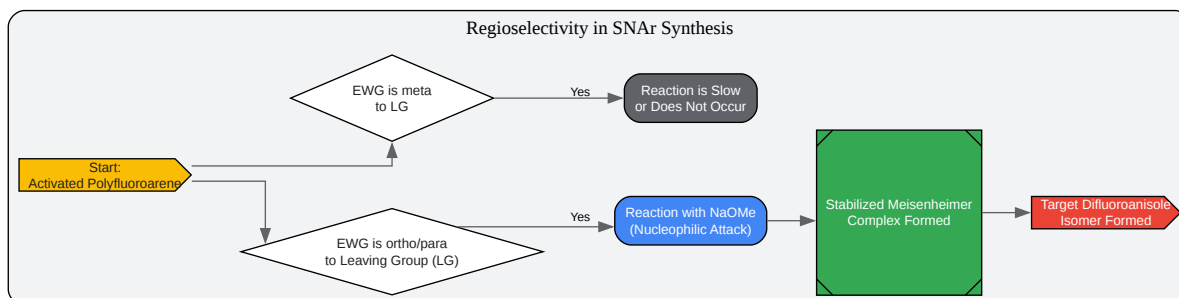 Regioselectivity in SNAr Synthesis
EWG is meta
to LG
Yes
Reaction is Slow
or Does Not Occur
Start:
Activated Polyfluoroarene
EWG is ortho/para
to Leaving Group (LG)
Yes
Reaction with NaOMe
(Nucleophilic Attack)
Stabilized Meisenheimer
Complex Formed
Target Difluoroanisole
Isomer Formed